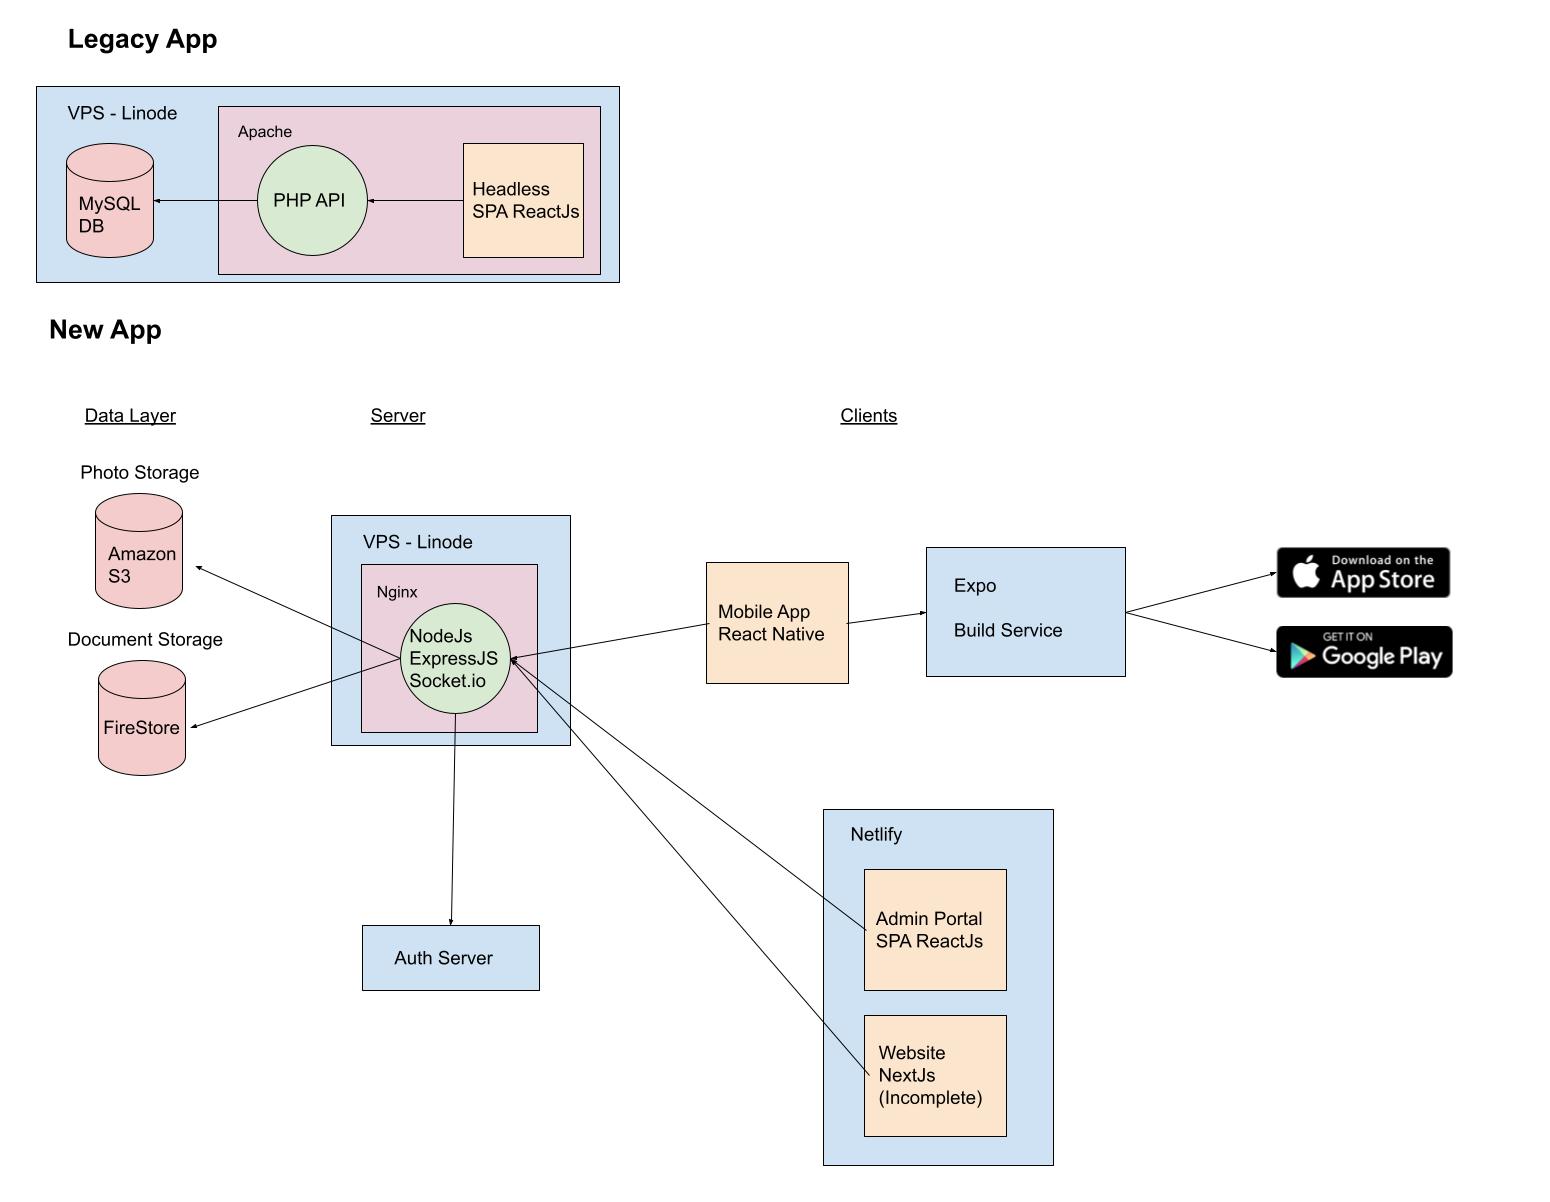 Legacy App
VPS - Linode
Apache
MySQL
DB
PHP API
Headless
SPA ReactJs
New App
Data Layer
Server
Clients
Photo Storage
Amazon
S3
Document Storage
FireStore
VPS - Linode
Nginx
NodeJs
ExpressJS
Socket.io
Mobile App
React Native
Expo
Build Service
Download on the
App Store
GET IT ON
Google Play
Auth Server
Netlify
Admin Portal
SPA ReactJs
Website
NextJs
(Incomplete)